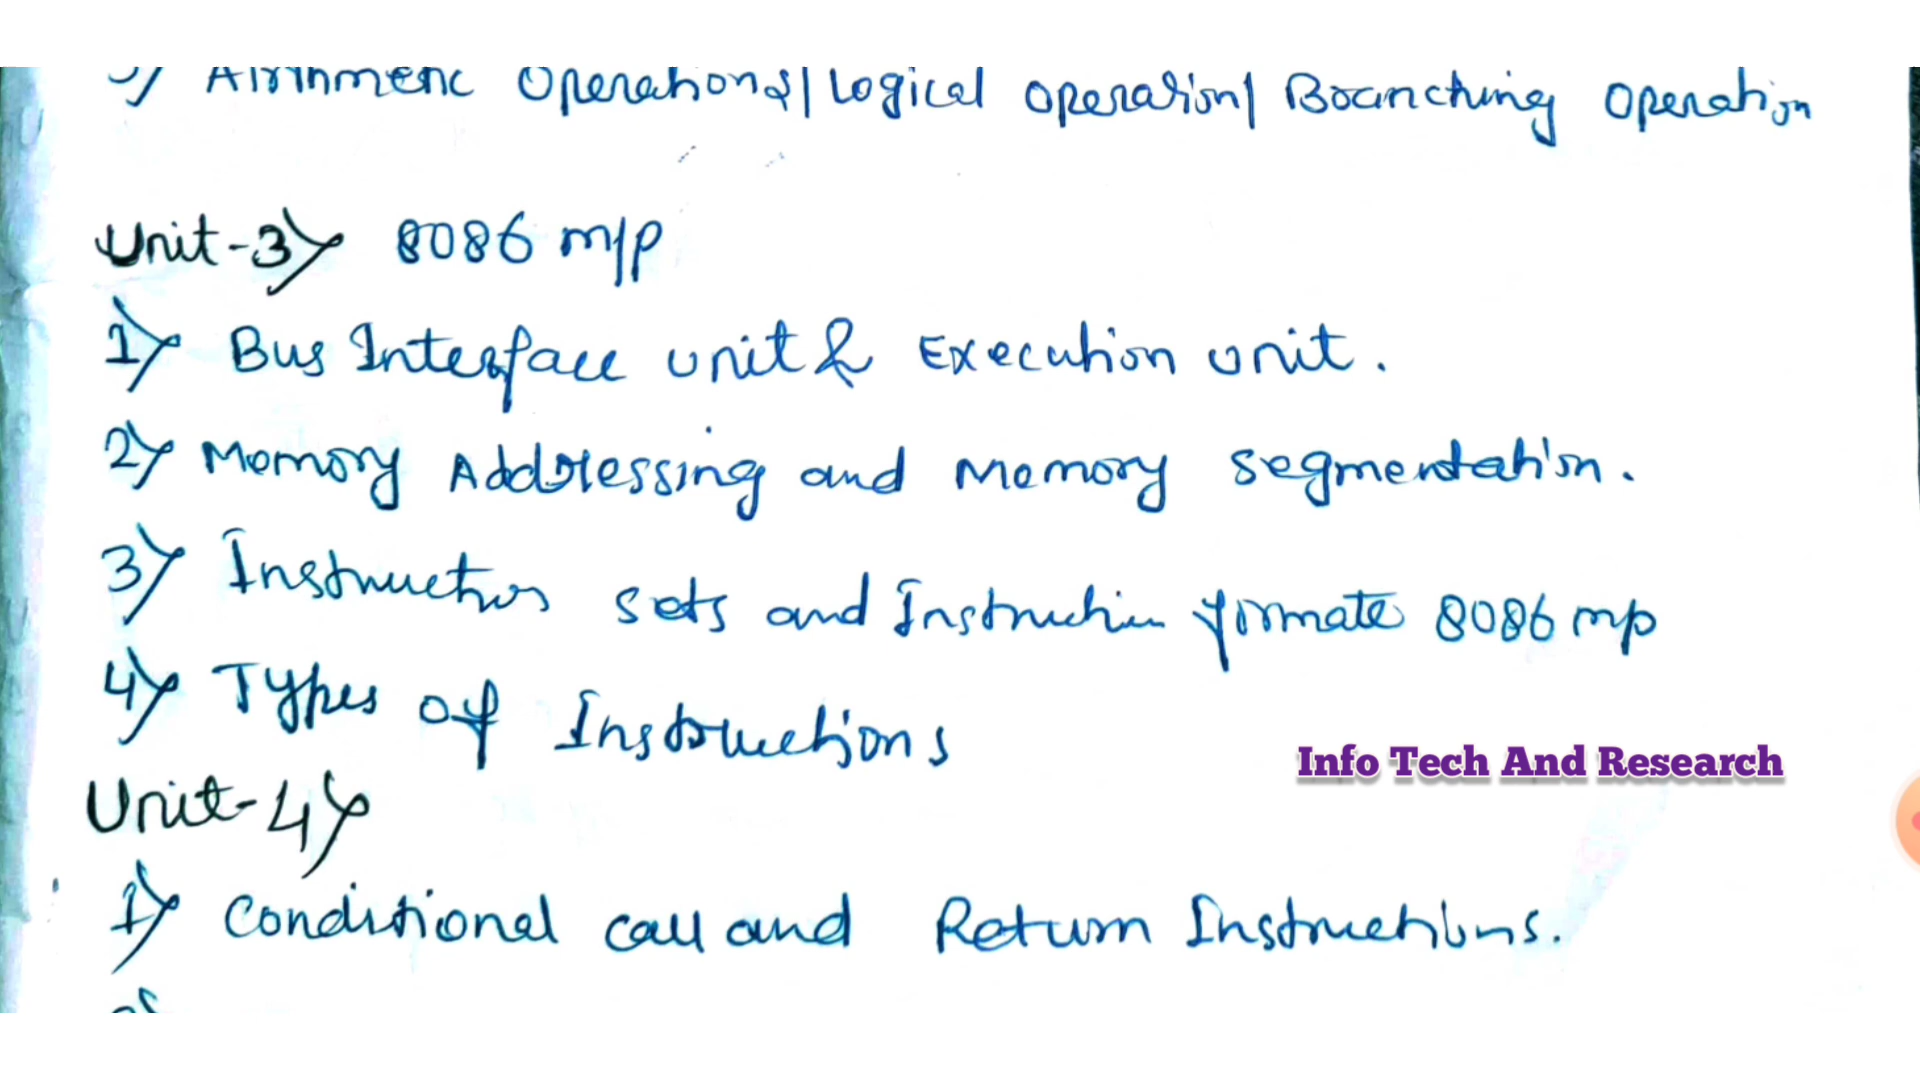 Airthmetic Operations/Logical operation/Branching Operation
Unit-3) 8086 m/p
1) Bus Interface unit & Execution unit.
2) Memory Addressing and Memory segmentation.
3) Instruction sets and Instruction formate 8086 mp
4) Types of Instructions
Info Tech And Research
Unit-4)
1) Conditional call and Return Instructions.